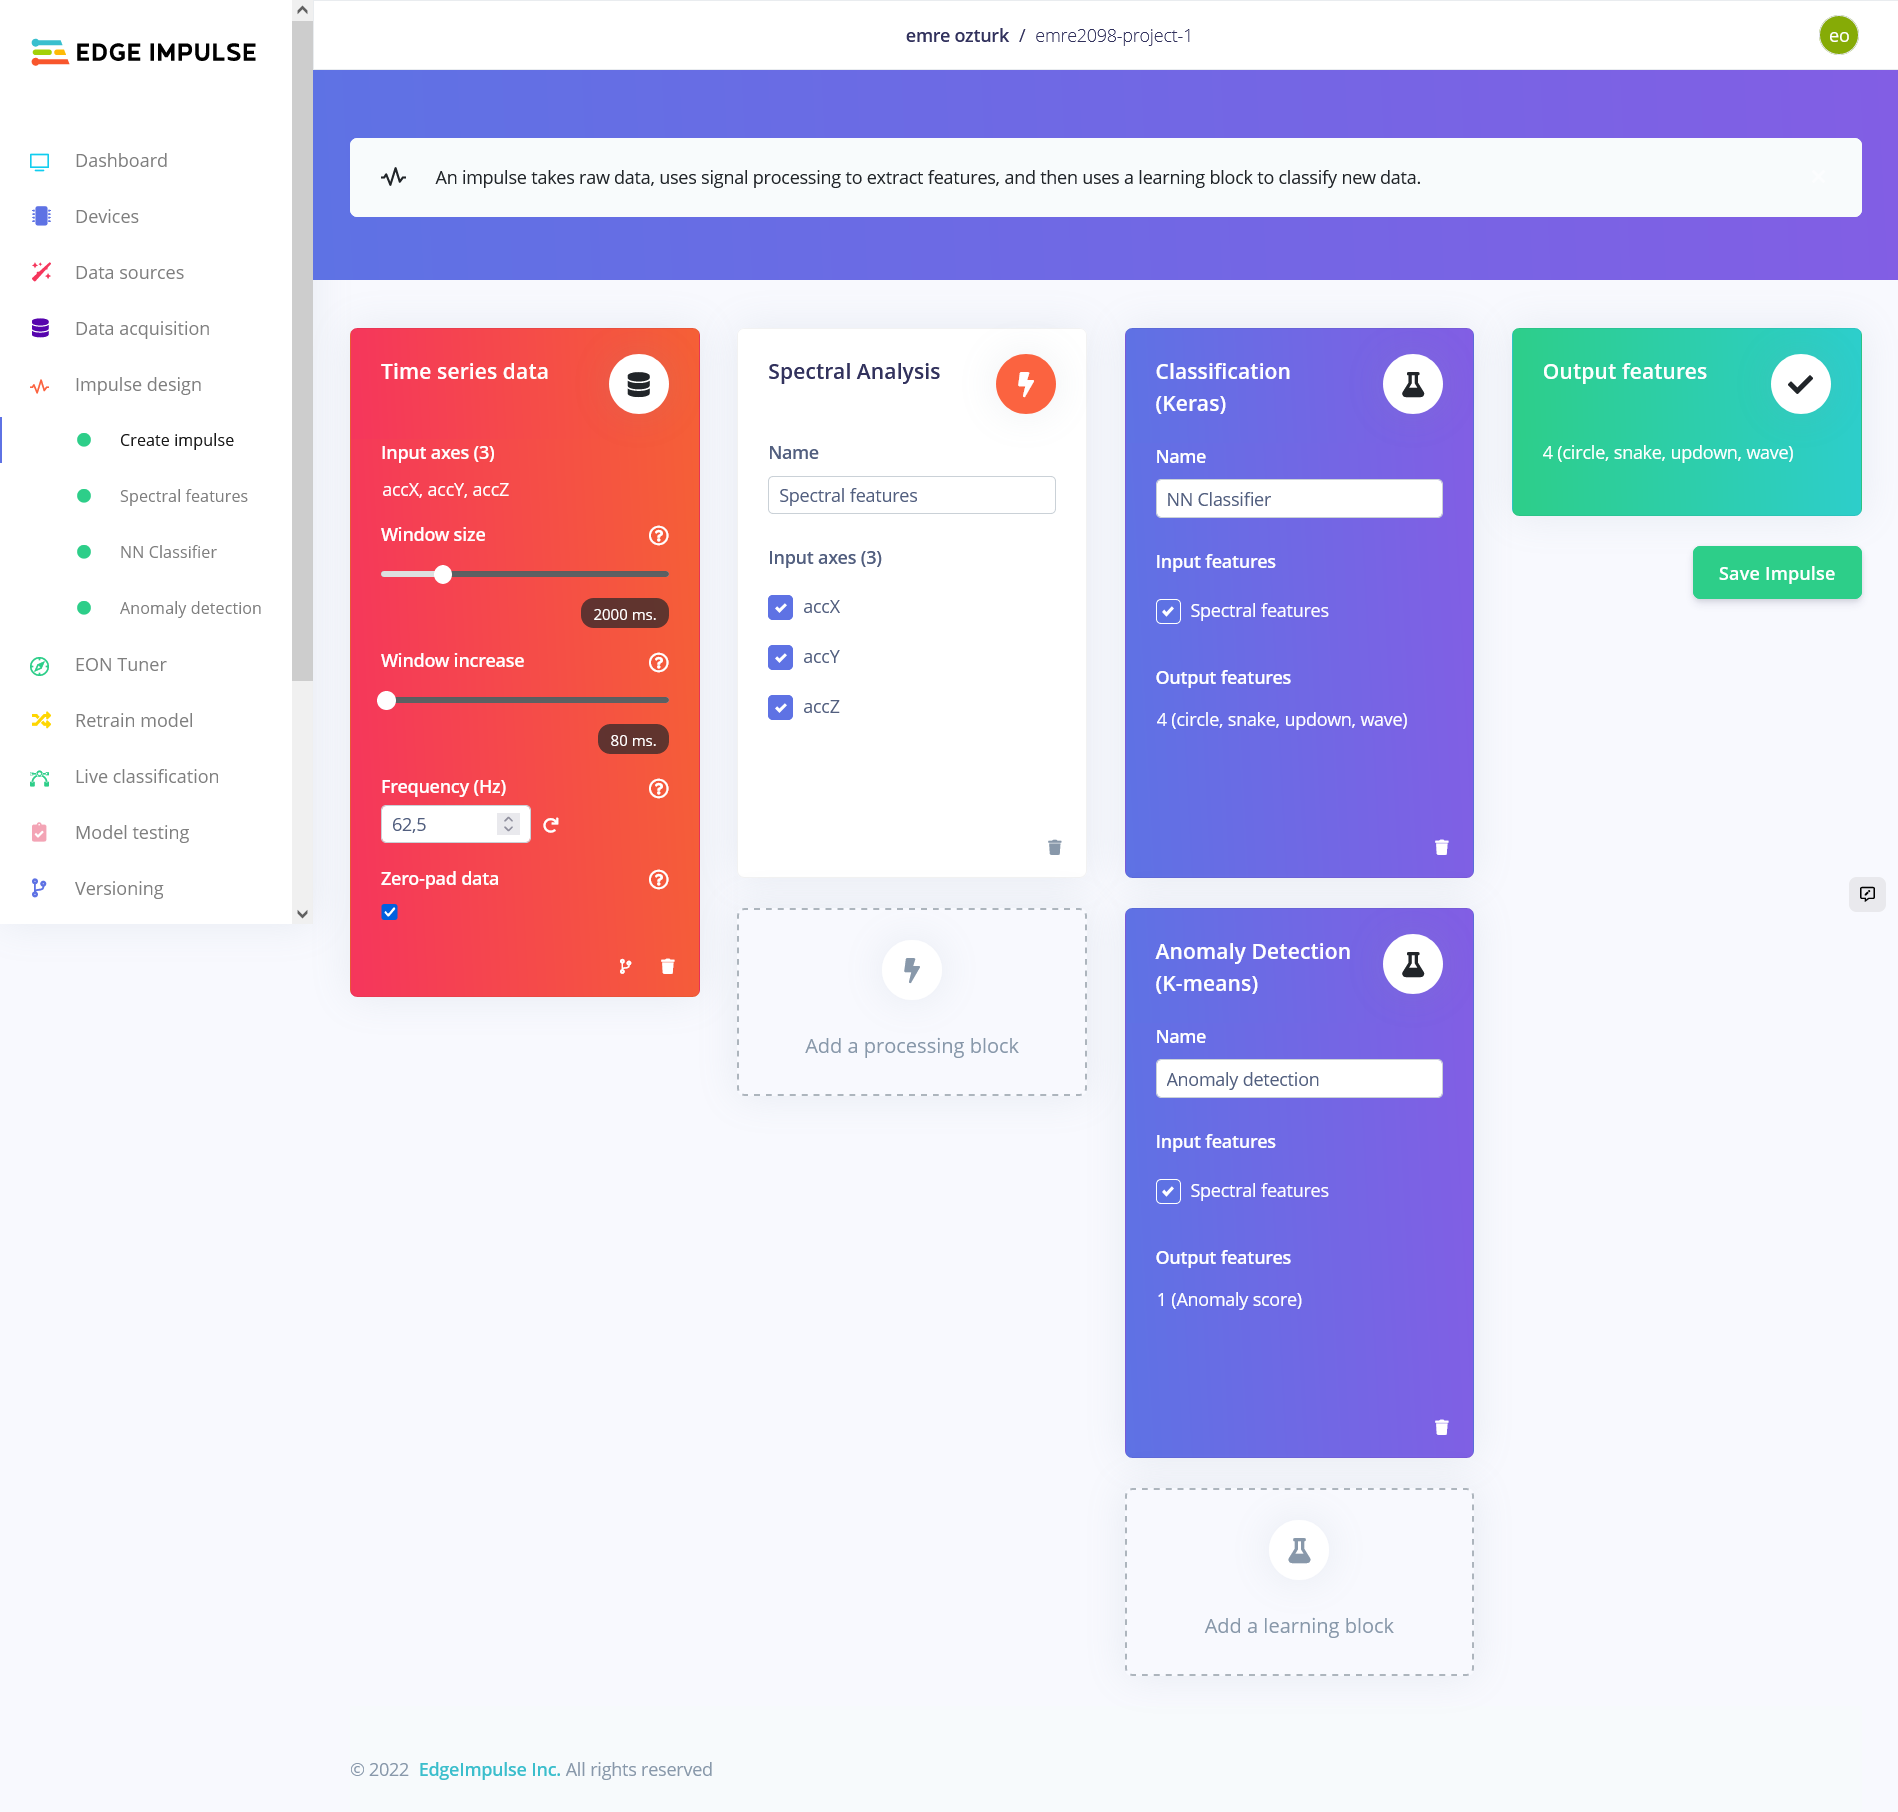 EDGE IMPULSE
emre ozturk / emre2098-project-1
eo
Dashboard
Devices
Data sources
Data acquisition
Impulse design
Create impulse
Spectral features
NN Classifier
Anomaly detection
EON Tuner
Retrain model
Live classification
Model testing
Versioning
An impulse takes raw data, uses signal processing to extract features, and then uses a learning block to classify new data.
Time series data
Input axes (3)
accX, accY, accZ
Window size
2000 ms.
Window increase
80 ms.
Frequency (Hz)
62,5
Zero-pad data
Spectral Analysis
Name
Spectral features
Input axes (3)
accX
accY
accZ
Add a processing block
Classification
(Keras)
Name
NN Classifier
Input features
Spectral features
Output features
4 (circle, snake, updown, wave)
Anomaly Detection
(K-means)
Name
Anomaly detection
Input features
Spectral features
Output features
1 (Anomaly score)
Add a learning block
Output features
4 (circle, snake, updown, wave)
Save Impulse
© 2022 EdgeImpulse Inc. All rights reserved